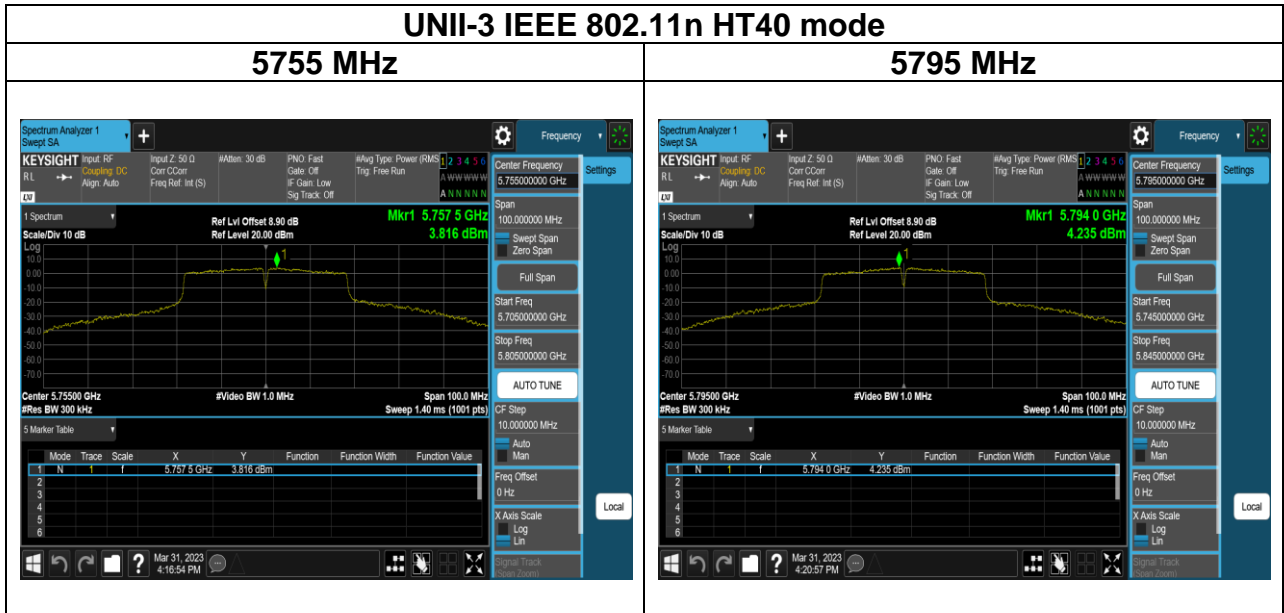 UNII-3 IEEE 802.11n HT40 mode
5755 MHz
5795 MHz
Spectrum Analyzer 1
Swept SA
Frequency
KEYSIGHT
Input: RF
Input Z: 50 Ω
#Atten: 30 dB
PNO: Fast
#Avg Type: Power (RMS
1 2 3 4 5 6
RL
Coupling: DC
Corr CCorr
Gate: Off
Trig: Free Run
A W W W W W
Align: Auto
Freq Ref: Int (S)
IF Gain: Low
Sig Track: Off
A N N N N N
LXI
Center Frequency
5.755000000 GHz
Settings
Span
100.000000 MHz
Swept Span
Zero Span
Full Span
Start Freq
5.705000000 GHz
Stop Freq
5.805000000 GHz
AUTO TUNE
CF Step
10.000000 MHz
Auto
Man
Freq Offset
0 Hz
X Axis Scale
Log
Lin
Signal Track
(Span Zoom)
Local
1 Spectrum
Scale/Div 10 dB
Ref Lvl Offset 8.90 dB
Ref Level 20.00 dBm
Mkr1 5.757 5 GHz
3.816 dBm
Log
10.0
0.00
-10.0
-20.0
-30.0
-40.0
-50.0
-60.0
-70.0
1
Center 5.75500 GHz
#Video BW 1.0 MHz
Span 100.0 MHz
#Res BW 300 kHz
Sweep 1.40 ms (1001 pts)
5 Marker Table
Mode Trace Scale X Y Function Function Width Function Value
1 N 1 f 5.757 5 GHz 3.816 dBm
2
3
4
5
6
?
Mar 31, 2023
4:16:54 PM
Spectrum Analyzer 1
Swept SA
Frequency
KEYSIGHT
Input: RF
Input Z: 50 Ω
#Atten: 30 dB
PNO: Fast
#Avg Type: Power (RMS
1 2 3 4 5 6
RL
Coupling: DC
Corr CCorr
Gate: Off
Trig: Free Run
A W W W W W
Align: Auto
Freq Ref: Int (S)
IF Gain: Low
Sig Track: Off
A N N N N N
LXI
Center Frequency
5.795000000 GHz
Settings
Span
100.000000 MHz
Swept Span
Zero Span
Full Span
Start Freq
5.745000000 GHz
Stop Freq
5.845000000 GHz
AUTO TUNE
CF Step
10.000000 MHz
Auto
Man
Freq Offset
0 Hz
X Axis Scale
Log
Lin
Signal Track
(Span Zoom)
Local
1 Spectrum
Scale/Div 10 dB
Ref Lvl Offset 8.90 dB
Ref Level 20.00 dBm
Mkr1 5.794 0 GHz
4.235 dBm
Log
10.0
0.00
-10.0
-20.0
-30.0
-40.0
-50.0
-60.0
-70.0
1
Center 5.79500 GHz
#Video BW 1.0 MHz
Span 100.0 MHz
#Res BW 300 kHz
Sweep 1.40 ms (1001 pts)
5 Marker Table
Mode Trace Scale X Y Function Function Width Function Value
1 N 1 f 5.794 0 GHz 4.235 dBm
2
3
4
5
6
?
Mar 31, 2023
4:20:57 PM